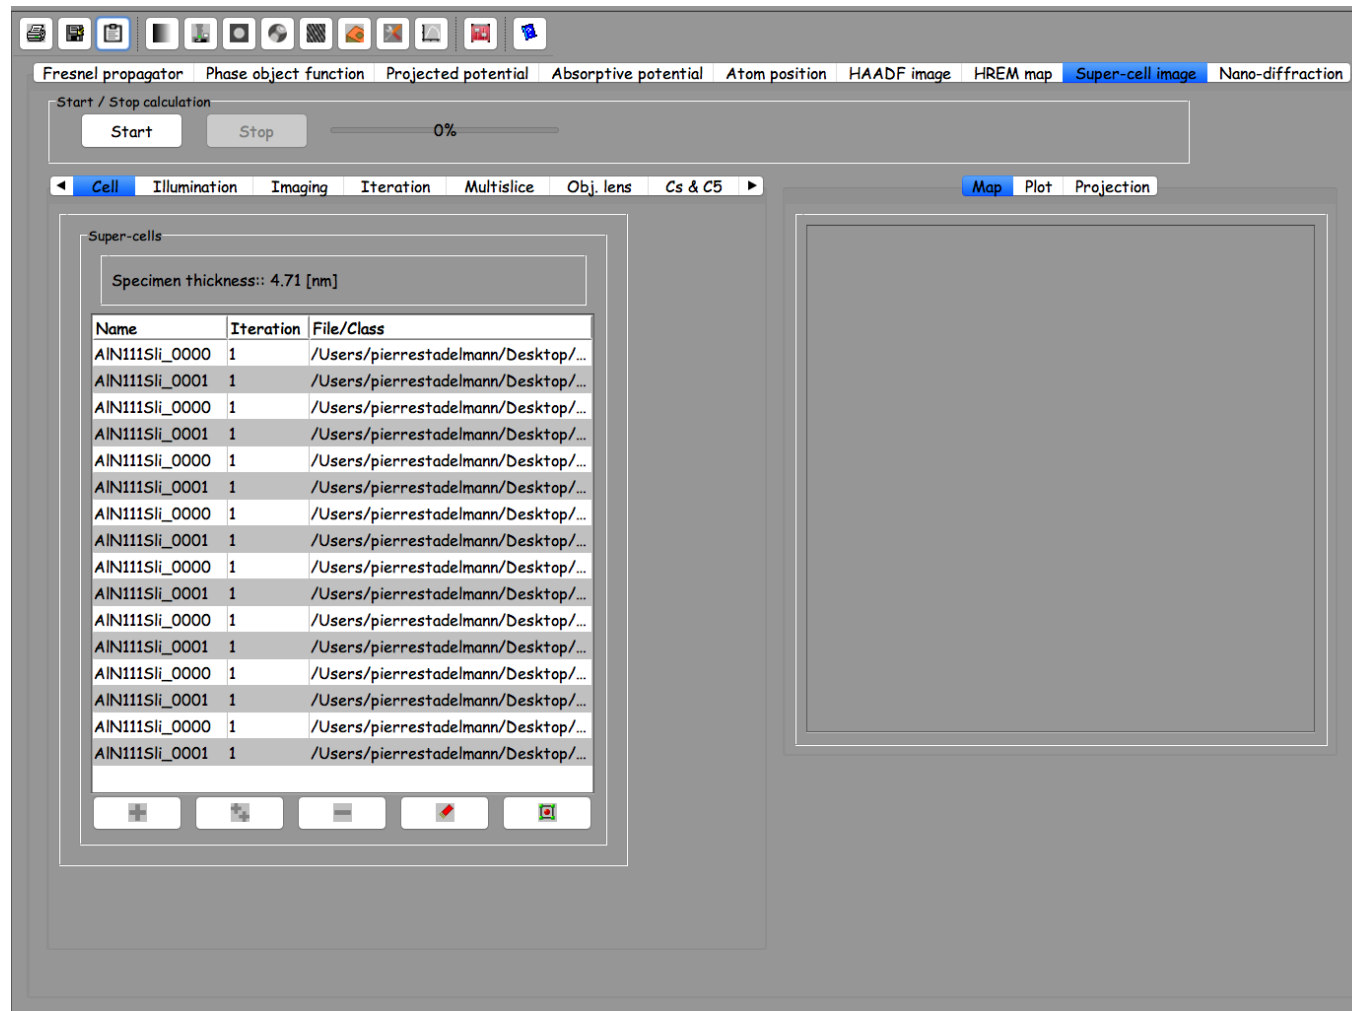 Fresnel propagator Phase object function Projected potential Absorptive potential Atom position HAADF image HREM map Super-cell image Nano-diffraction
Start / Stop calculation
Start Stop 0%
Cell Illumination Imaging Iteration Multislice Obj. lens Cs & C5
Map Plot Projection
Super-cells
Specimen thickness:: 4.71 [nm]
Name Iteration File/Class
AlN111Sli_0000 1 /Users/pierrestadelmann/Desktop/...
AlN111Sli_0001 1 /Users/pierrestadelmann/Desktop/...
AlN111Sli_0000 1 /Users/pierrestadelmann/Desktop/...
AlN111Sli_0001 1 /Users/pierrestadelmann/Desktop/...
AlN111Sli_0000 1 /Users/pierrestadelmann/Desktop/...
AlN111Sli_0001 1 /Users/pierrestadelmann/Desktop/...
AlN111Sli_0000 1 /Users/pierrestadelmann/Desktop/...
AlN111Sli_0001 1 /Users/pierrestadelmann/Desktop/...
AlN111Sli_0000 1 /Users/pierrestadelmann/Desktop/...
AlN111Sli_0001 1 /Users/pierrestadelmann/Desktop/...
AlN111Sli_0000 1 /Users/pierrestadelmann/Desktop/...
AlN111Sli_0001 1 /Users/pierrestadelmann/Desktop/...
AlN111Sli_0000 1 /Users/pierrestadelmann/Desktop/...
AlN111Sli_0001 1 /Users/pierrestadelmann/Desktop/...
AlN111Sli_0000 1 /Users/pierrestadelmann/Desktop/...
AlN111Sli_0001 1 /Users/pierrestadelmann/Desktop/...